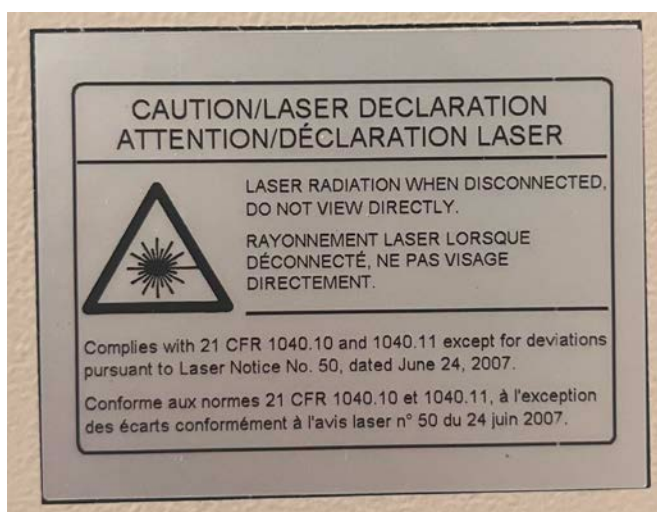 CAUTION/LASER DECLARATION
ATTENTION/DÉCLARATION LASER
LASER RADIATION WHEN DISCONNECTED,
DO NOT VIEW DIRECTLY.
RAYONNEMENT LASER LORSQUE
DÉCONNECTÉ, NE PAS VISAGE
DIRECTEMENT.
Complies with 21 CFR 1040.10 and 1040.11 except for deviations
pursuant to Laser Notice No. 50, dated June 24, 2007.
Conforme aux normes 21 CFR 1040.10 et 1040.11, à l'exception
des écarts conformément à l'avis laser n° 50 du 24 juin 2007.